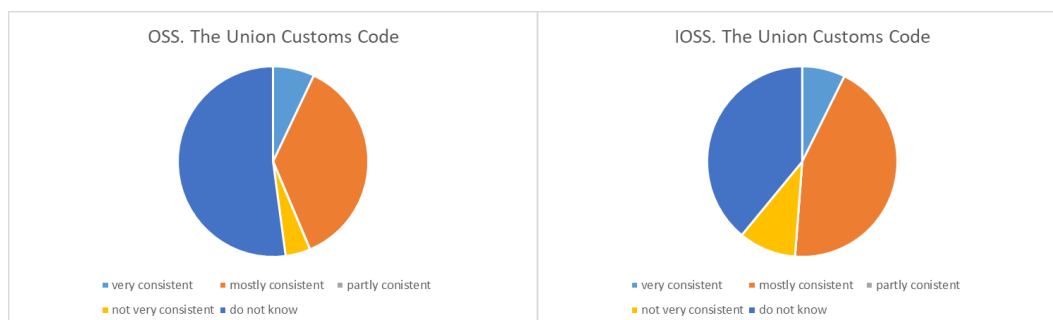 OSS. The Union Customs Code
very consistent mostly consistent partly conistent
not very consistent do not know
IOSS. The Union Customs Code
very consistent mostly consistent partly conistent
not very consistent do not know